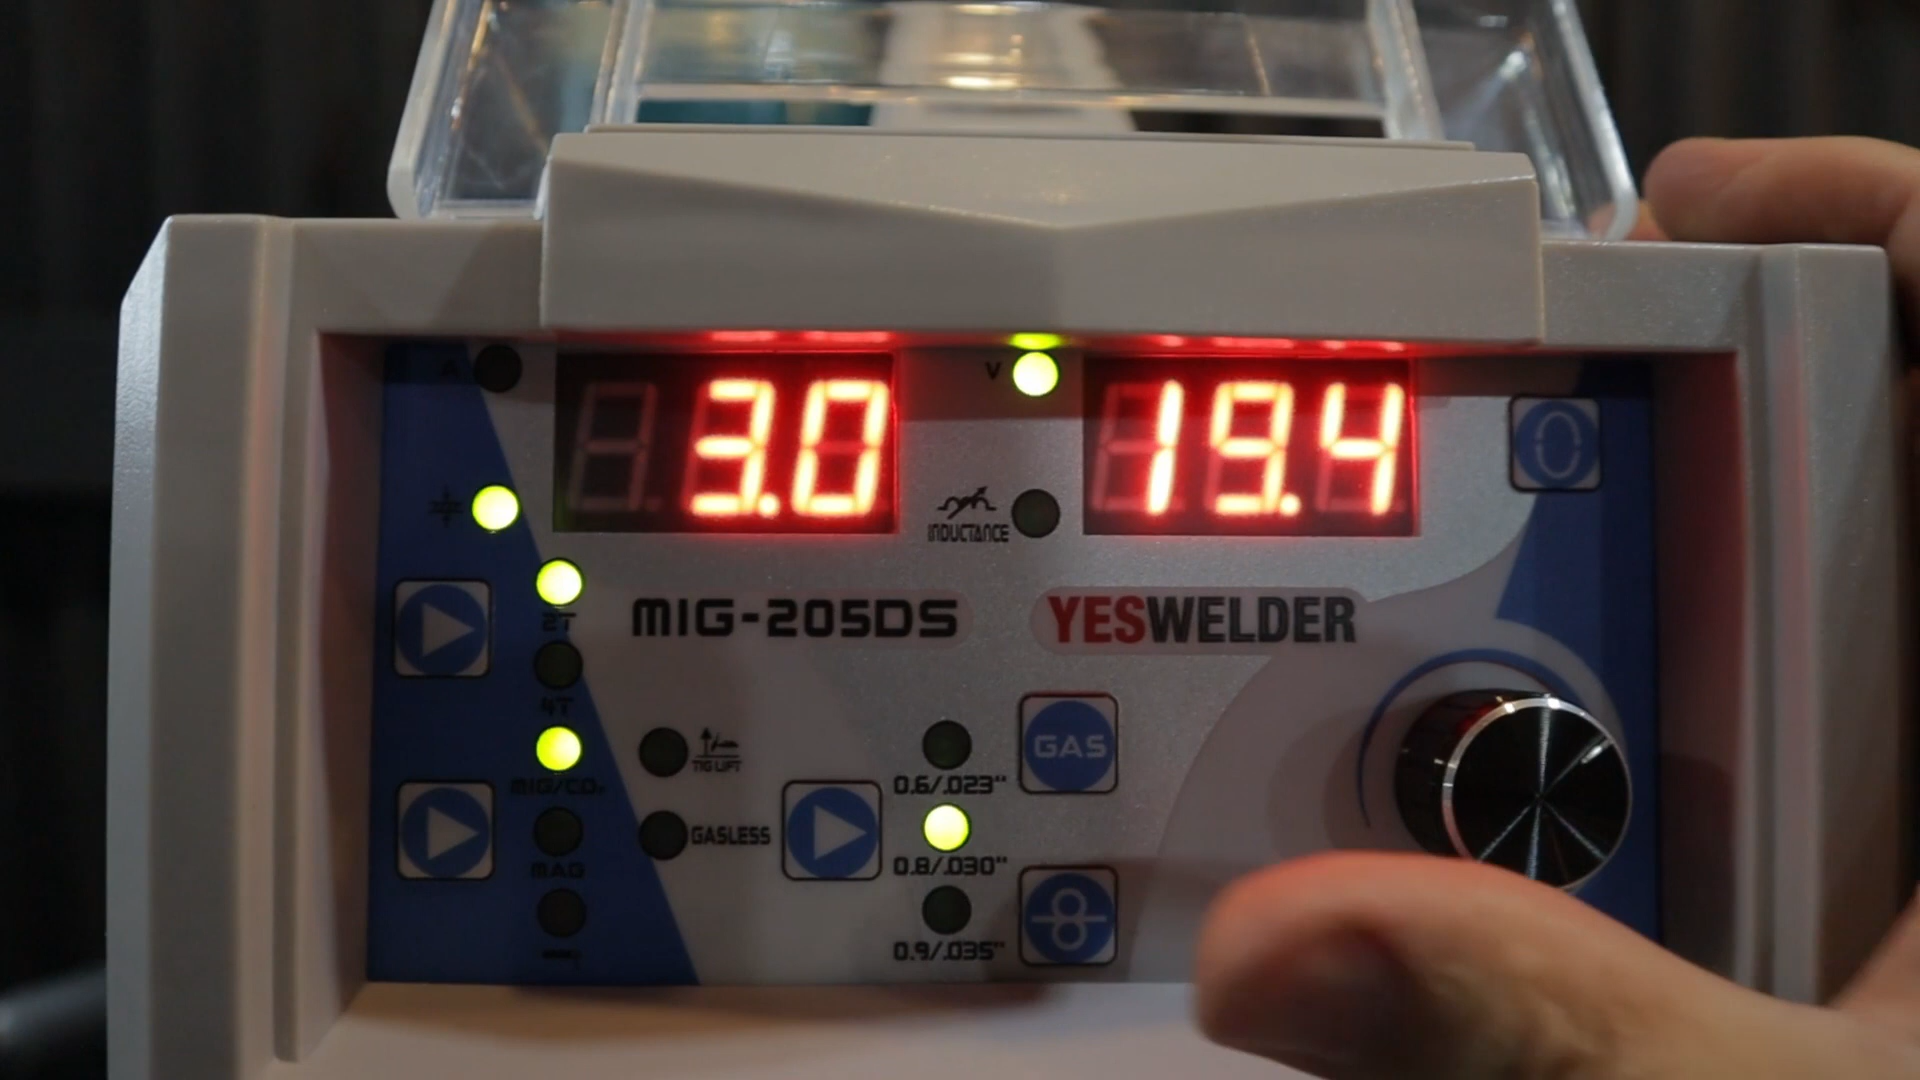 A
3.0
V
19.4
INDUCTANCE
2T
MIG-205DS
YESWELDER
4T
MIG/CO₂
TIG LIFT
GAS
0.6/.023"
GASLESS
0.8/.030"
MAG
0.9/.035"